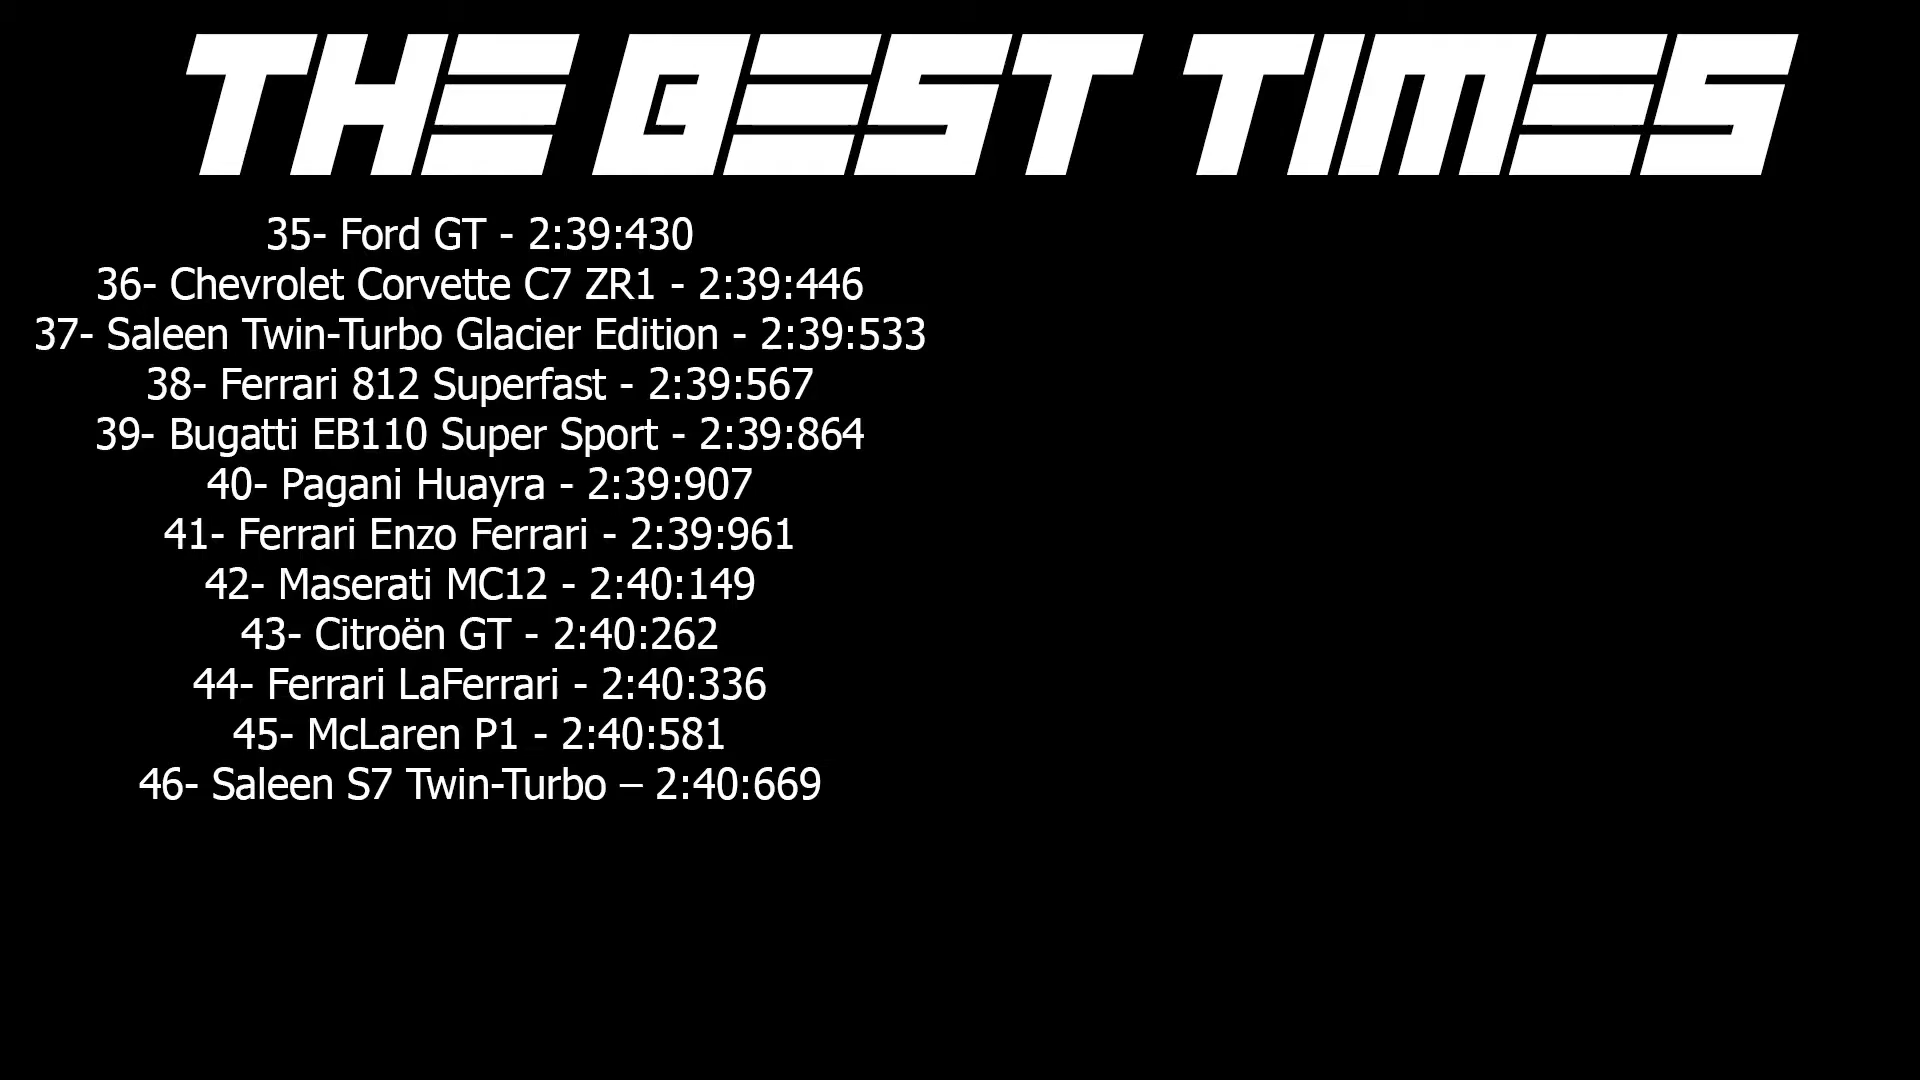 THE BEST TIMES
35- Ford GT - 2:39:430
36- Chevrolet Corvette C7 ZR1 - 2:39:446
37- Saleen Twin-Turbo Glacier Edition - 2:39:533
38- Ferrari 812 Superfast - 2:39:567
39- Bugatti EB110 Super Sport - 2:39:864
40- Pagani Huayra - 2:39:907
41- Ferrari Enzo Ferrari - 2:39:961
42- Maserati MC12 - 2:40:149
43- Citroën GT - 2:40:262
44- Ferrari LaFerrari - 2:40:336
45- McLaren P1 - 2:40:581
46- Saleen S7 Twin-Turbo – 2:40:669